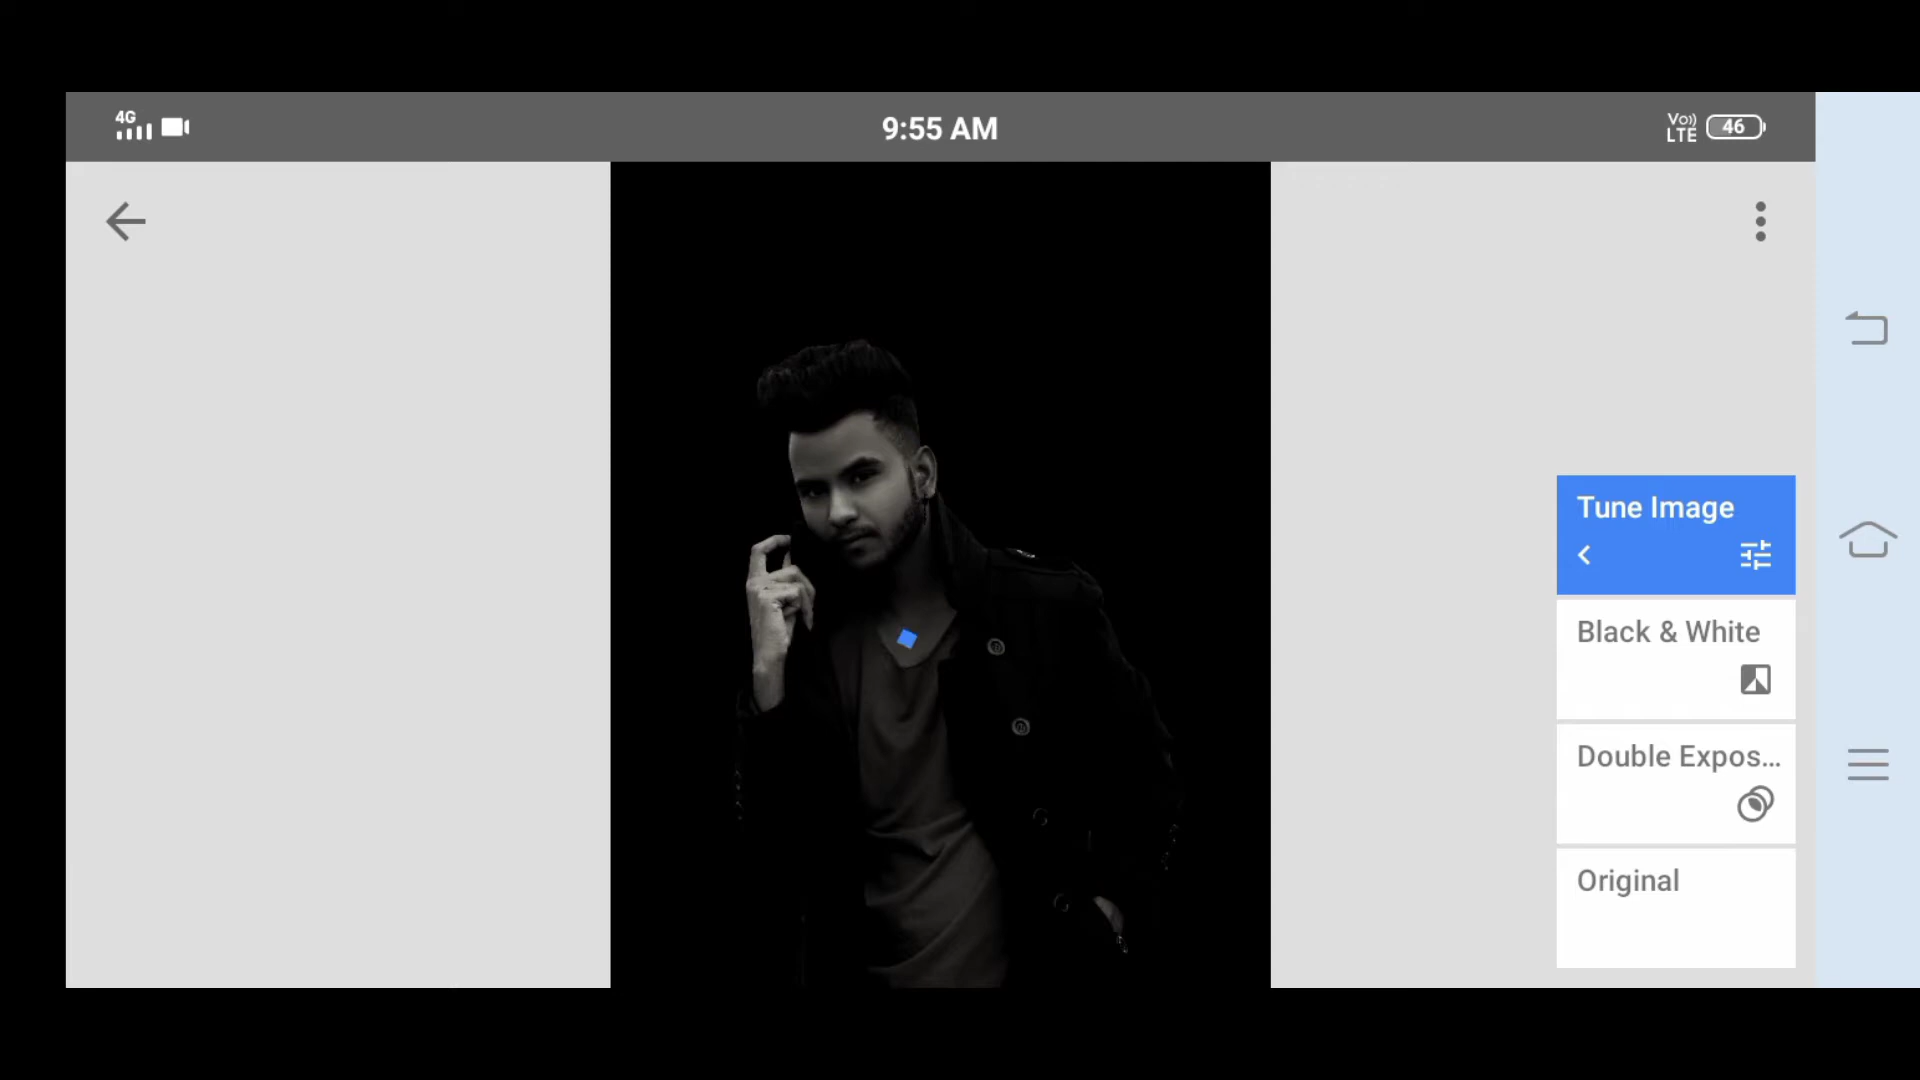 4G
9:55 AM
Vo)) LTE
46
Tune Image
Black & White
Double Expos...
Original